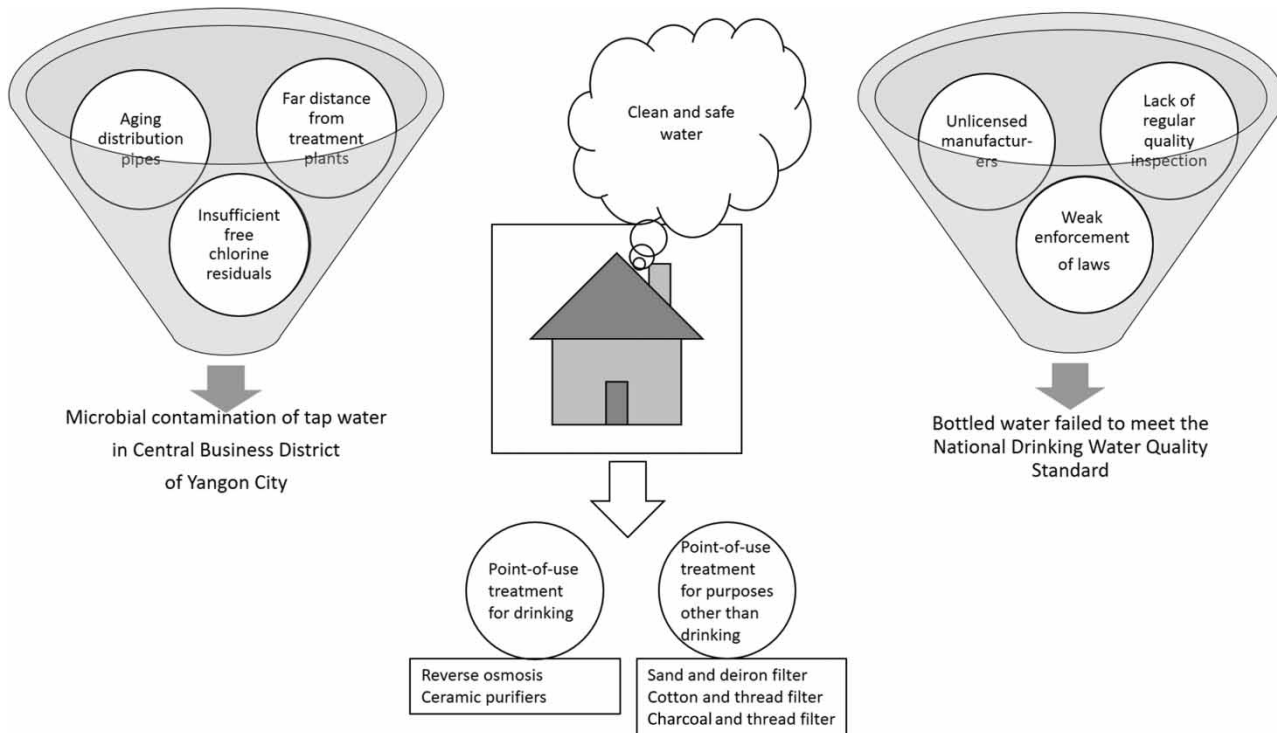 Aging
distribution
pipes
Far distance
from
treatment
plants
Insufficient
free
chlorine
residuals
Microbial contamination of tap water
in Central Business District
of Yangon City
Clean and safe
water
Unlicensed
manufactur-
ers
Lack of
regular
quality
inspection
Weak
enforcement
of laws
Bottled water failed to meet the
National Drinking Water Quality
Standard
Point-of-use
treatment
for drinking
Reverse osmosis
Ceramic purifiers
Point-of-use
treatment
for purposes
other than
drinking
Sand and deiron filter
Cotton and thread filter
Charcoal and thread filter